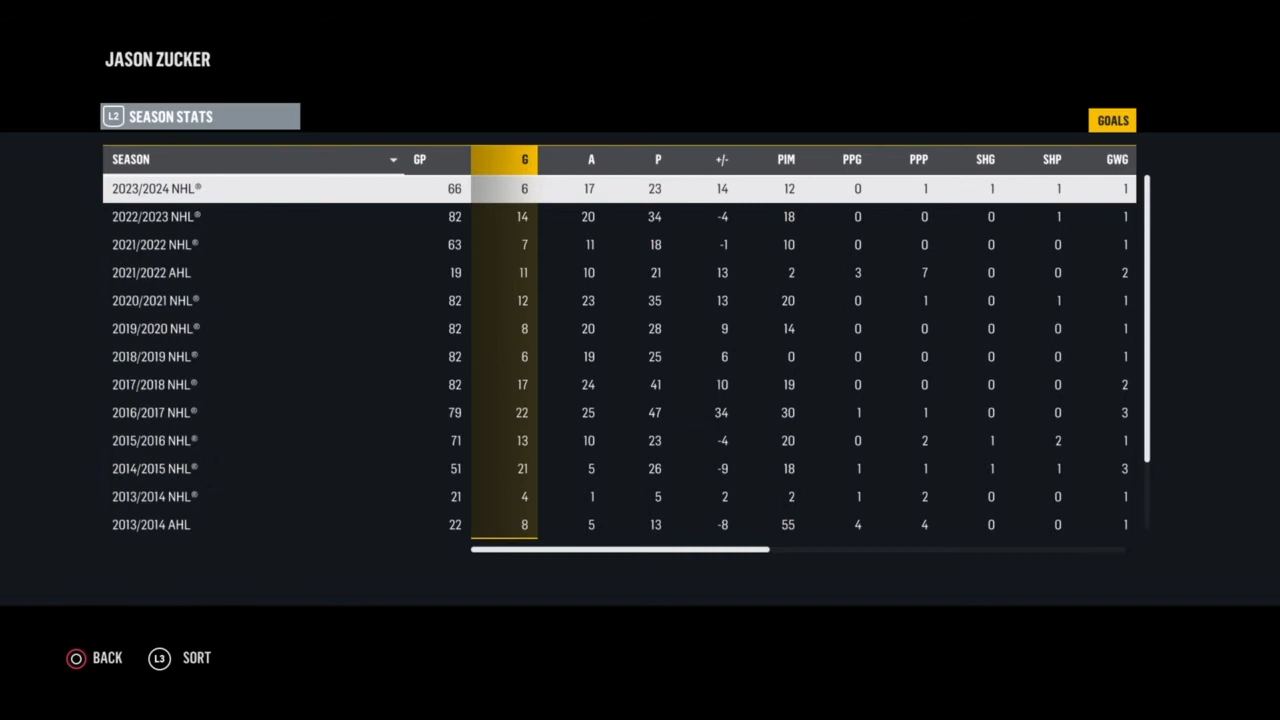 JASON ZUCKER
L2 SEASON STATS
GOALS
SEASON GP G A P +/- PIM PPG PPP SHG SHP GWG
2023/2024 NHL® 66 6 17 23 14 12 0 1 1 1 1
2022/2023 NHL® 82 14 20 34 -4 18 0 0 0 1 1
2021/2022 NHL® 63 7 11 18 -1 10 0 0 0 0 1
2021/2022 AHL 19 11 10 21 13 2 3 7 0 0 2
2020/2021 NHL® 82 12 23 35 13 20 0 1 0 1 1
2019/2020 NHL® 82 8 20 28 9 14 0 0 0 0 1
2018/2019 NHL® 82 6 19 25 6 0 0 0 0 0 1
2017/2018 NHL® 82 17 24 41 10 19 0 0 0 0 2
2016/2017 NHL® 79 22 25 47 34 30 1 1 0 0 3
2015/2016 NHL® 71 13 10 23 -4 20 0 2 1 2 1
2014/2015 NHL® 51 21 5 26 -9 18 1 1 1 1 3
2013/2014 NHL® 21 4 1 5 2 2 1 2 0 0 1
2013/2014 AHL 22 8 5 13 -8 55 4 4 0 0 1
BACK L3 SORT